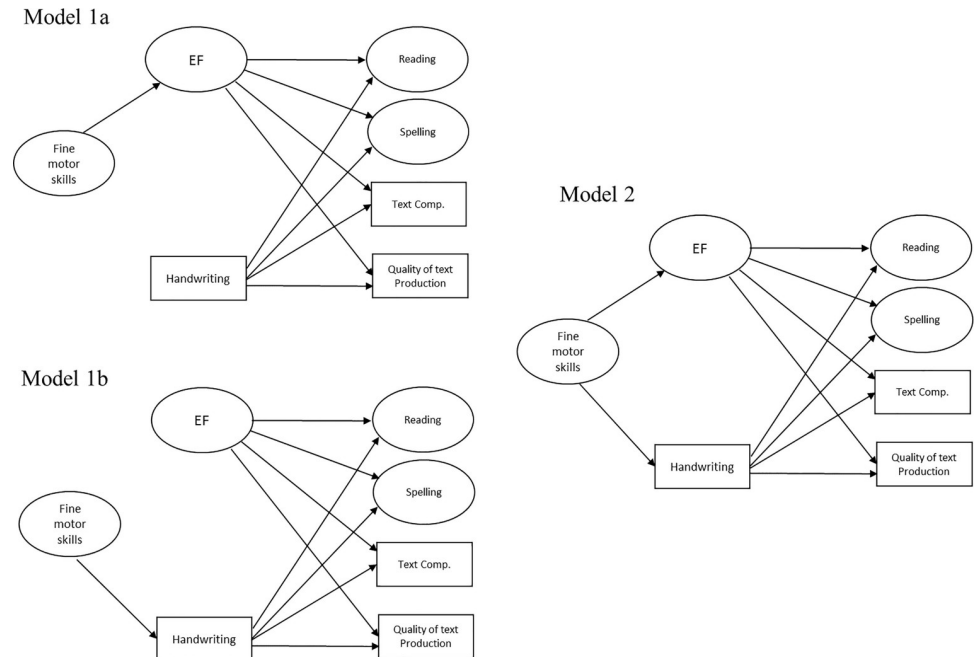 Model 1a
EF
Reading
Spelling
Fine
motor
skills
Text Comp.
Handwriting
Quality of text
Production
Model 1b
EF
Reading
Spelling
Fine
motor
skills
Text Comp.
Handwriting
Quality of text
Production
Model 2
EF
Reading
Spelling
Fine
motor
skills
Text Comp.
Handwriting
Quality of text
Production